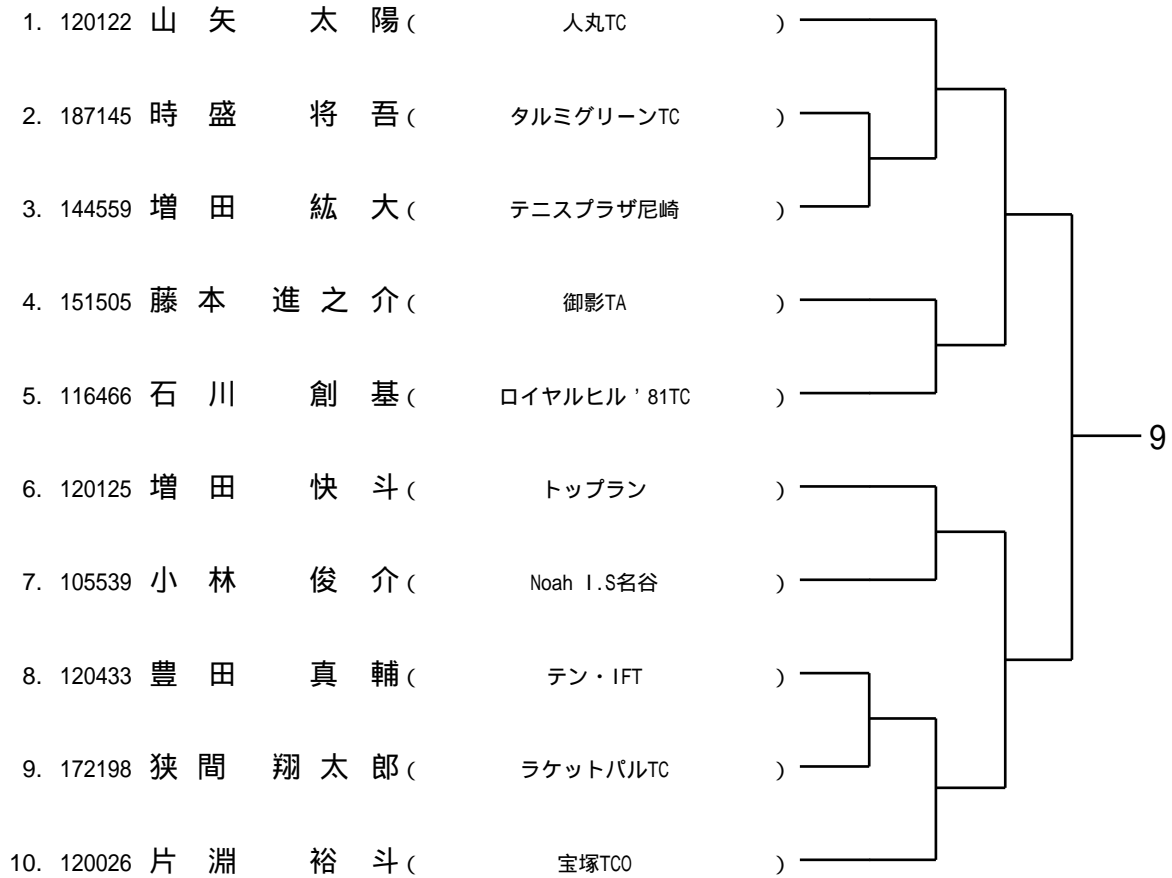 1. 120122 山 矢 太 陽 ( 人丸TC )
2. 187145 時 盛 将 吾 ( タルミグリーンTC )
3. 144559 増 田 紘 大 ( テニスプラザ尼崎 )
4. 151505 藤 本 進 之 介 ( 御影TA )
5. 116466 石 川 創 基 ( ロイヤルヒル ' 81TC )
9
6. 120125 増 田 快 斗 ( トップラン )
7. 105539 小 林 俊 介 ( Noah I.S名谷 )
8. 120433 豊 田 真 輔 ( テン・IFT )
9. 172198 狭 間 翔 太 郎 ( ラケットパルTC )
10. 120026 片 淵 裕 斗 ( 宝塚TCO )